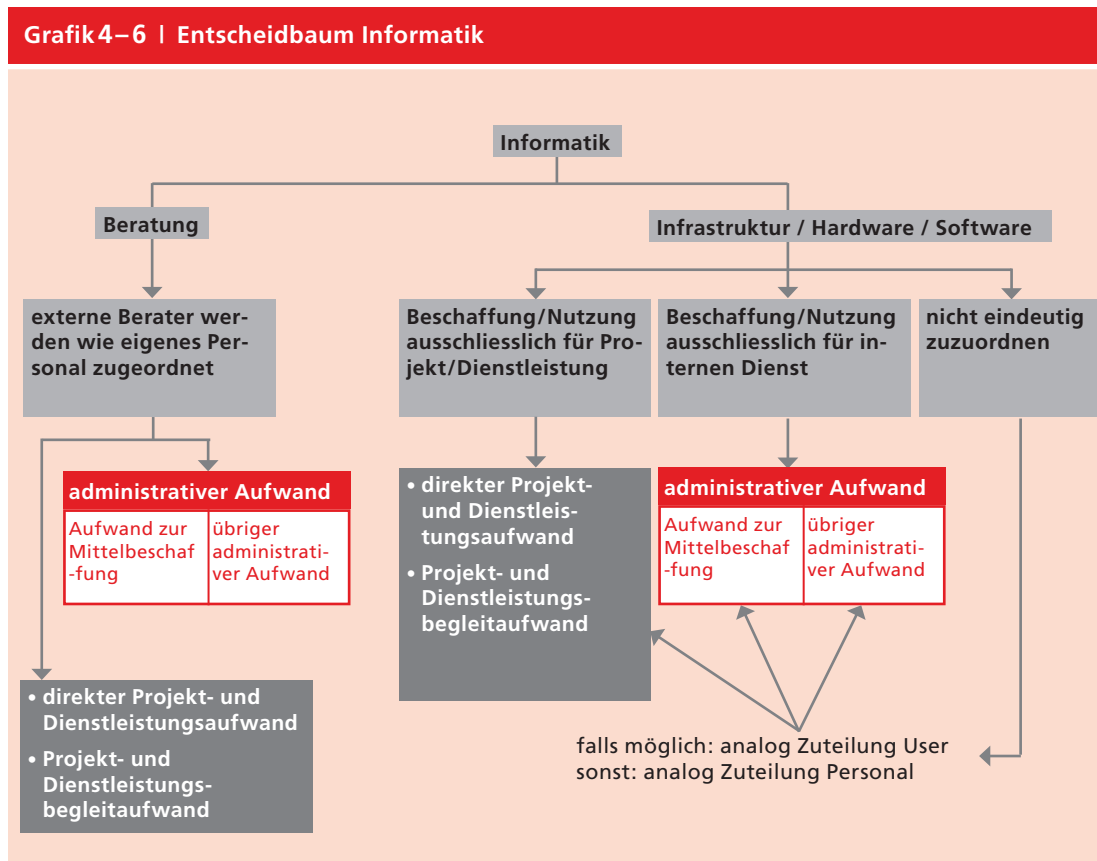 Grafik 4–6 | Entscheidbaum Informatik
Informatik
Beratung
Infrastruktur / Hardware / Software
externe Berater wer-
den wie eigenes Per-
sonal zugeordnet
Beschaffung/Nutzung
ausschliesslich für Pro-
jekt/Dienstleistung
Beschaffung/Nutzung
ausschliesslich für in-
ternen Dienst
nicht eindeutig
zuzuordnen
administrativer Aufwand
Aufwand zur
Mittelbeschaf
-fung
übriger
administrati-
ver Aufwand
• direkter Projekt-
und Dienstleis-
tungsaufwand
• Projekt- und
Dienstleistungs-
begleitaufwand
administrativer Aufwand
Aufwand zur
Mittelbeschaf
-fung
übriger
administrati-
ver Aufwand
• direkter Projekt- und
Dienstleistungsaufwand
• Projekt- und
Dienstleistungs-
begleitaufwand
falls möglich: analog Zuteilung User
sonst: analog Zuteilung Personal